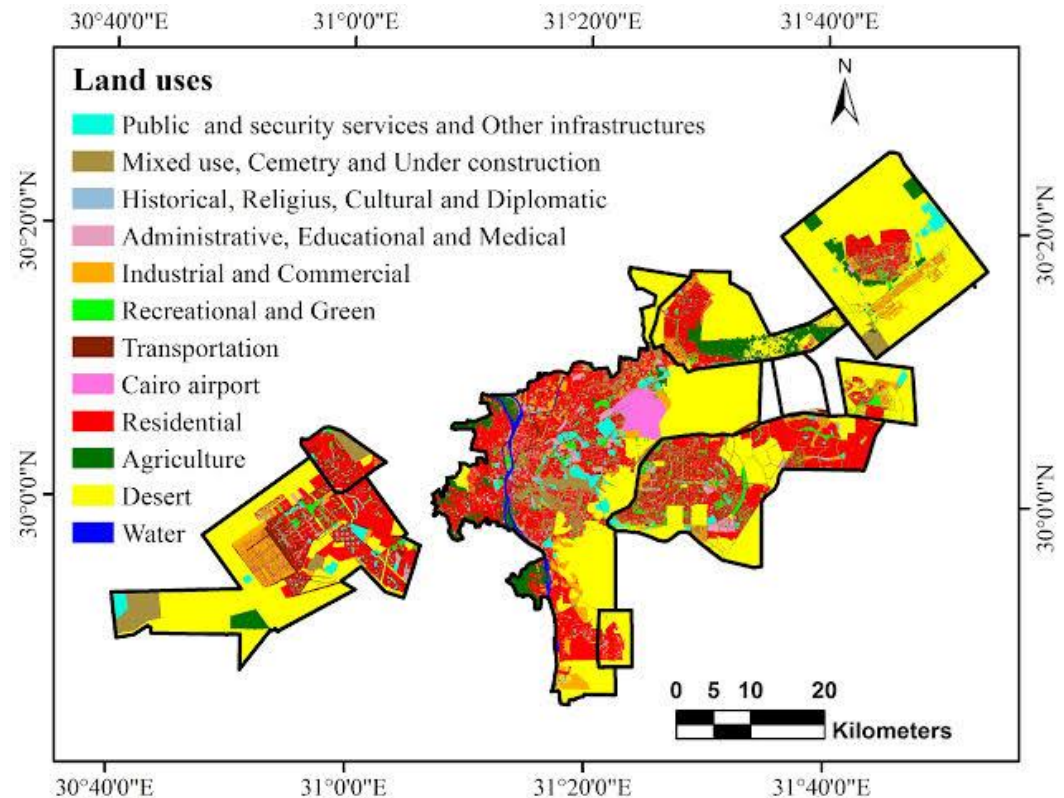 30°40'0"E 31°0'0"E 31°20'0"E 31°40'0"E
Land uses
N
Public and security services and Other infrastructures
Mixed use, Cemetry and Under construction
Historical, Religius, Cultural and Diplomatic
Administrative, Educational and Medical
Industrial and Commercial
Recreational and Green
Transportation
Cairo airport
Residential
Agriculture
Desert
Water
30°20'0"N
30°0'0"N
30°20'0"N
30°0'0"N
0 5 10 20
Kilometers
30°40'0"E 31°0'0"E 31°20'0"E 31°40'0"E